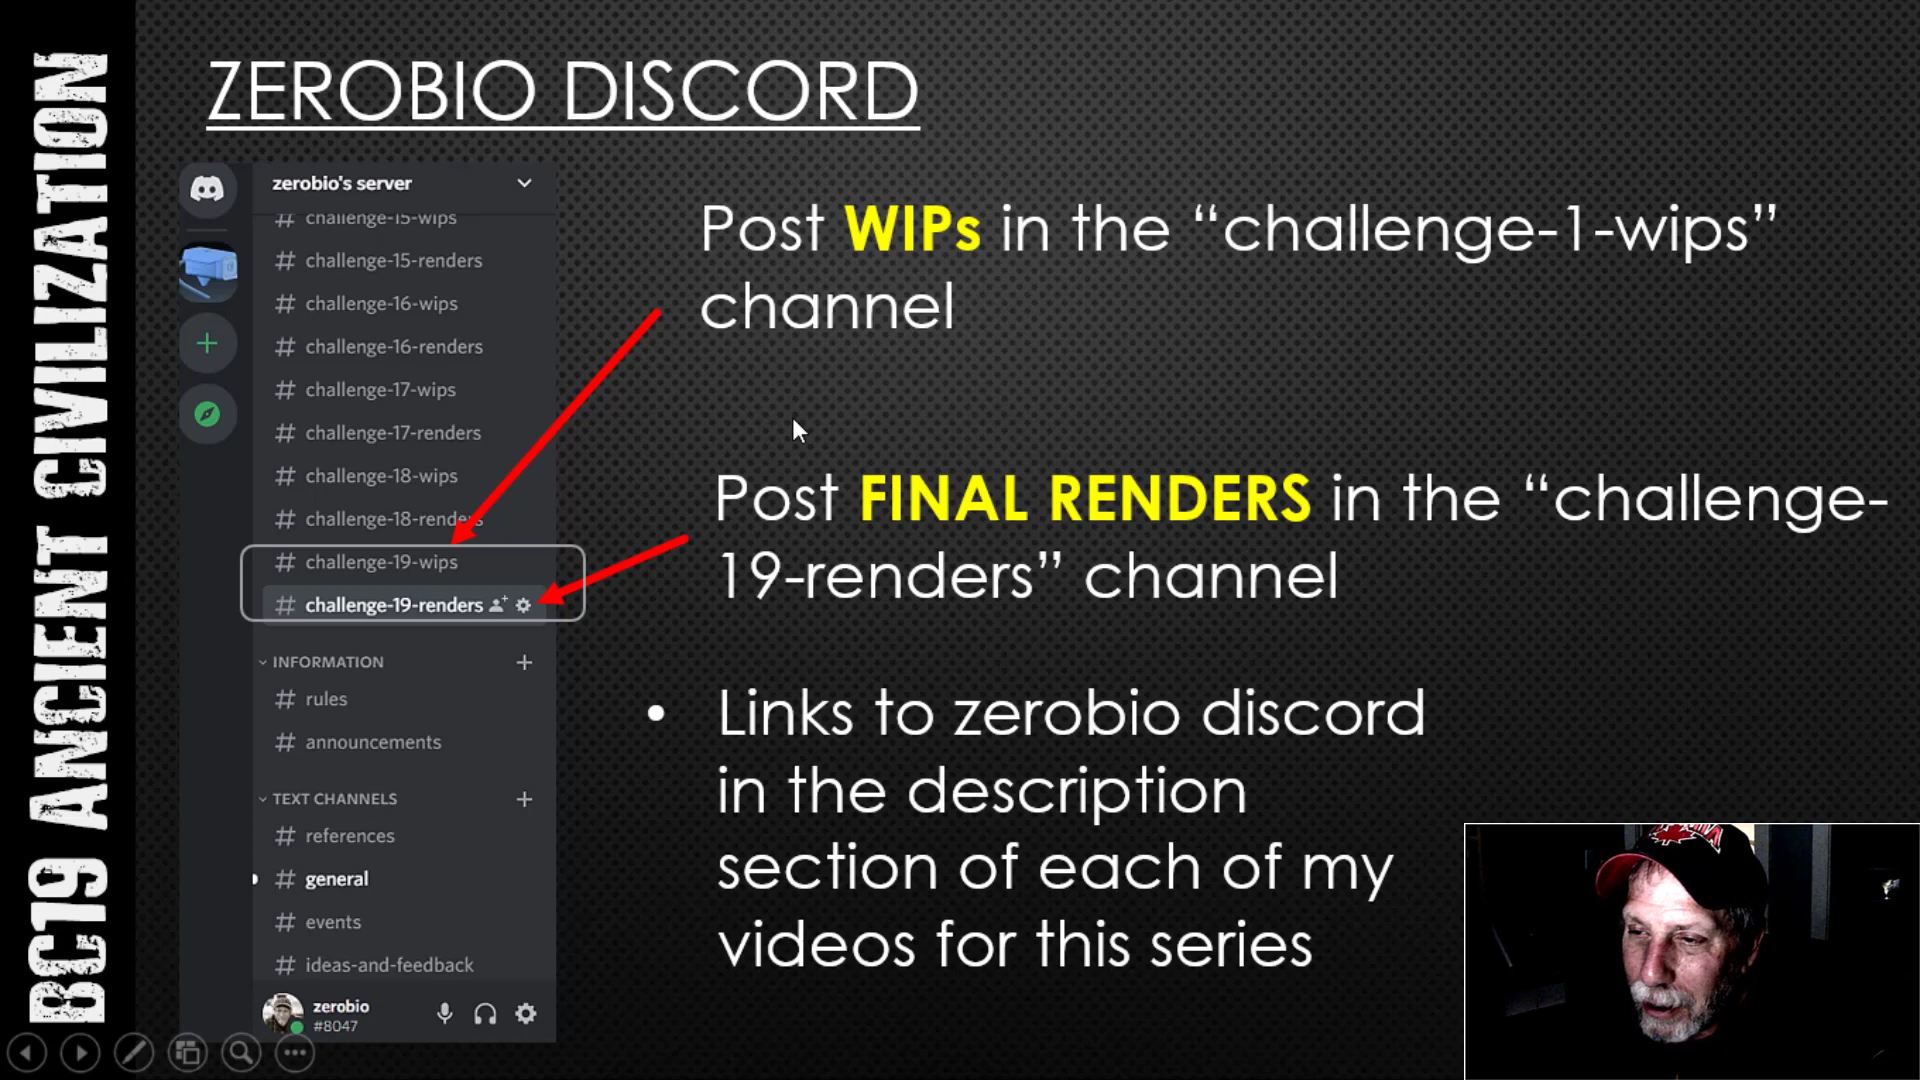 BC19 ANCIENT CIVILIZATION
ZEROBIO DISCORD
zerobio's server
challenge-15-wips
challenge-15-renders
challenge-16-wips
challenge-16-renders
challenge-17-wips
challenge-17-renders
challenge-18-wips
challenge-18-renders
challenge-19-wips
challenge-19-renders
INFORMATION
rules
announcements
TEXT CHANNELS
references
general
events
ideas-and-feedback
zerobio
#8047
Post WIPs in the “challenge-1-wips”
channel
Post FINAL RENDERS in the “challenge-
19-renders” channel
• Links to zerobio discord
in the description
section of each of my
videos for this series